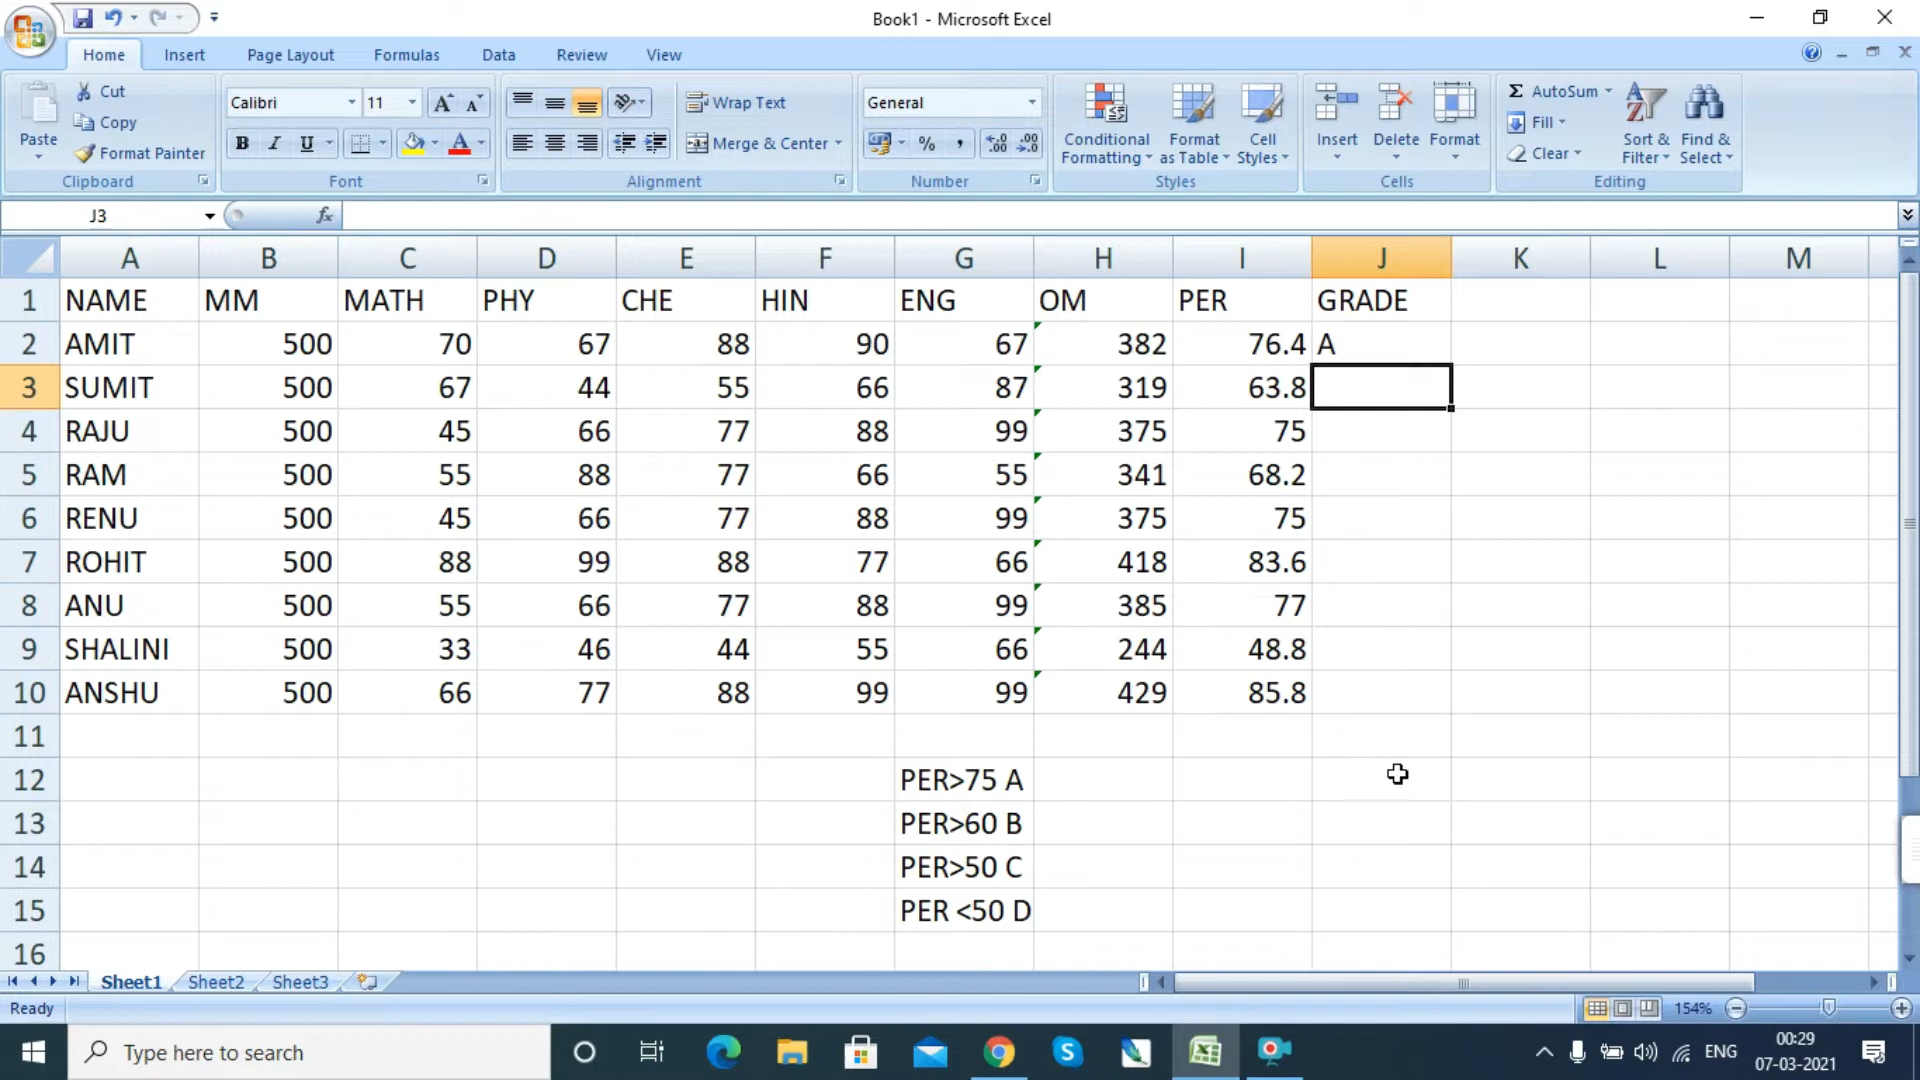 Book1 - Microsoft Excel
Home Insert Page Layout Formulas Data Review View
Paste Cut Copy Format Painter Clipboard
Calibri 11 B I U Font
Wrap Text Merge & Center Alignment
General % , Number
Conditional Formatting Format as Table Cell Styles Styles
Insert Delete Format Cells
Σ AutoSum Fill Clear Sort & Filter Find & Select Editing
J3 fx
A B C D E F G H I J K L M
1 NAME MM MATH PHY CHE HIN ENG OM PER GRADE
2 AMIT 500 70 67 88 90 67 382 76.4 A
3 SUMIT 500 67 44 55 66 87 319 63.8
4 RAJU 500 45 66 77 88 99 375 75
5 RAM 500 55 88 77 66 55 341 68.2
6 RENU 500 45 66 77 88 99 375 75
7 ROHIT 500 88 99 88 77 66 418 83.6
8 ANU 500 55 66 77 88 99 385 77
9 SHALINI 500 33 46 44 55 66 244 48.8
10 ANSHU 500 66 77 88 99 99 429 85.8
11
12 PER>75 A
13 PER>60 B
14 PER>50 C
15 PER <50 D
16
Sheet1 Sheet2 Sheet3
Ready 154%
Type here to search ENG 00:29
07-03-2021